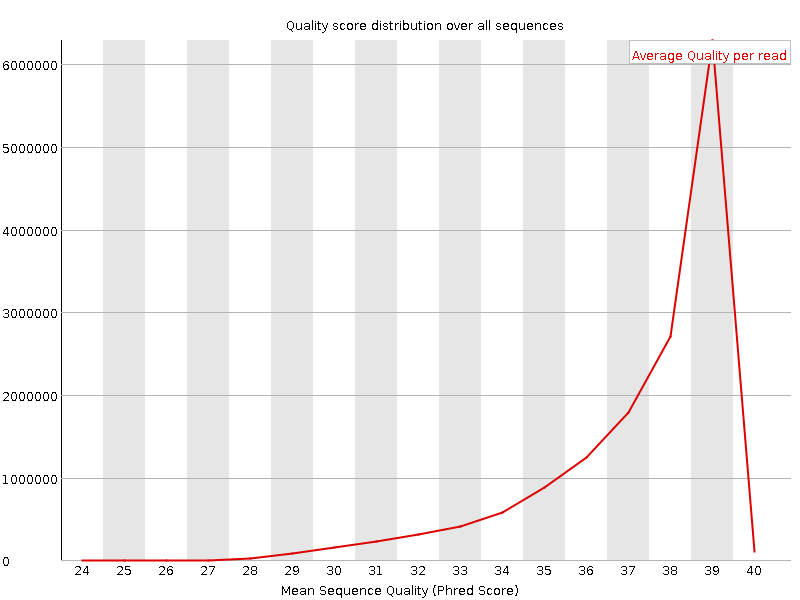 Quality score distribution over all sequences
Average Quality per read
6000000
5000000
4000000
3000000
2000000
1000000
0
24 25 26 27 28 29 30 31 32 33 34 35 36 37 38 39 40
Mean Sequence Quality (Phred Score)